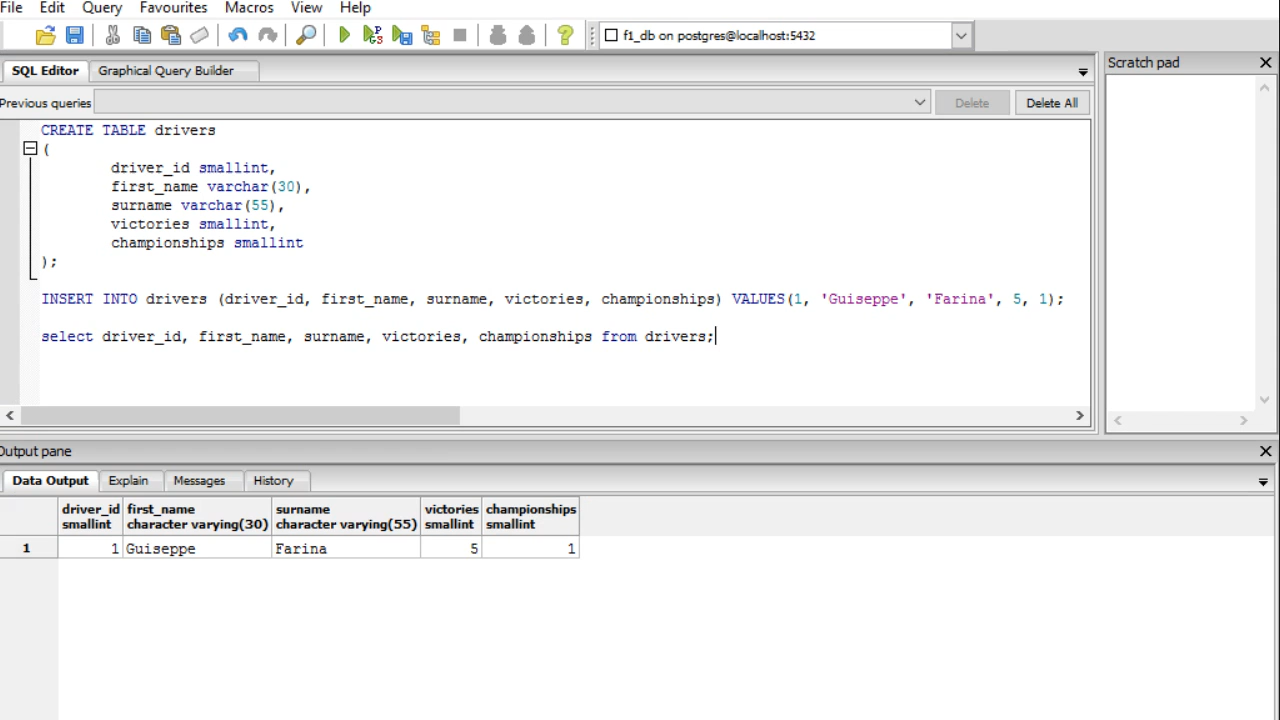 File Edit Query Favourites Macros View Help
f1_db on postgres@localhost:5432
SQL Editor Graphical Query Builder
Scratch pad
Previous queries Delete Delete All
CREATE TABLE drivers
(
driver_id smallint,
first_name varchar(30),
surname varchar(55),
victories smallint,
championships smallint
);
INSERT INTO drivers (driver_id, first_name, surname, victories, championships) VALUES(1, 'Guiseppe', 'Farina', 5, 1);
select driver_id, first_name, surname, victories, championships from drivers;
Output pane
Data Output Explain Messages History
driver_id first_name surname victories championships
smallint character varying(30) character varying(55) smallint smallint
1 1 Guiseppe Farina 5 1